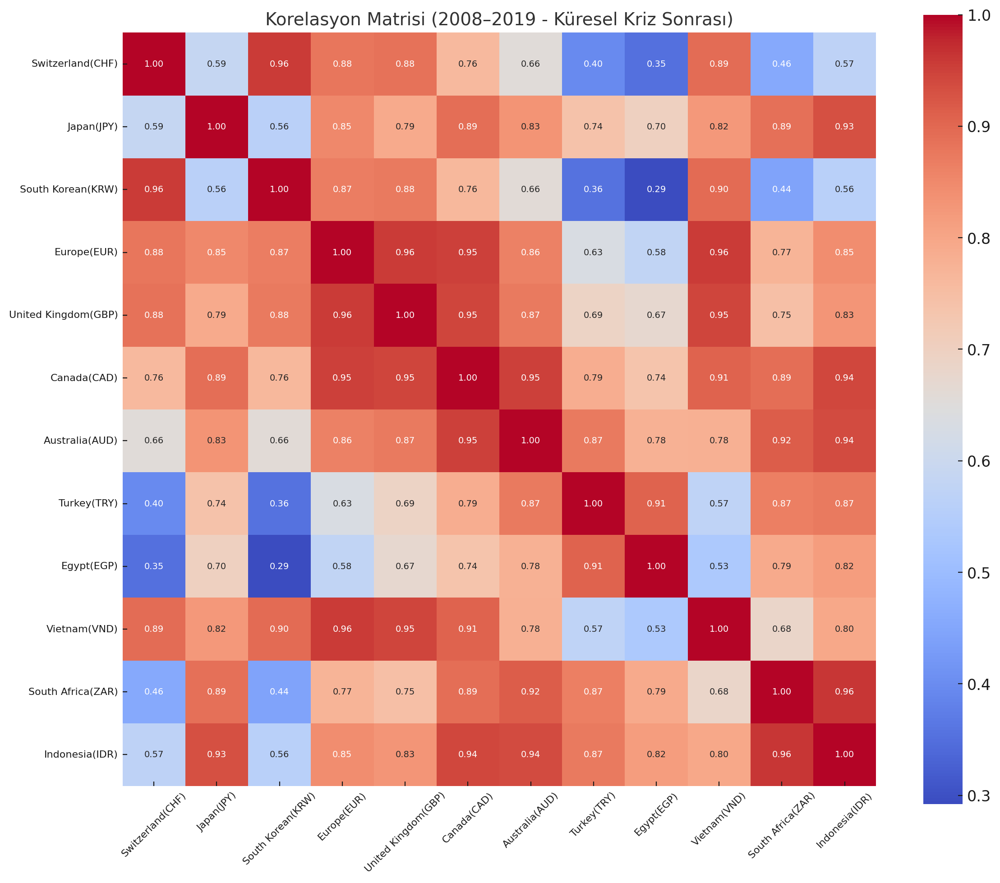 Korelasyon Matrisi (2008–2019 - Küresel Kriz Sonrası)
Switzerland(CHF) 1.00 0.59 0.96 0.88 0.88 0.76 0.66 0.40 0.35 0.89 0.46 0.57
Japan(JPY) 0.59 1.00 0.56 0.85 0.79 0.89 0.83 0.74 0.70 0.82 0.89 0.93
South Korean(KRW) 0.96 0.56 1.00 0.87 0.88 0.76 0.66 0.36 0.29 0.90 0.44 0.56
Europe(EUR) 0.88 0.85 0.87 1.00 0.96 0.95 0.86 0.63 0.58 0.96 0.77 0.85
United Kingdom(GBP) 0.88 0.79 0.88 0.96 1.00 0.95 0.87 0.69 0.67 0.95 0.75 0.83
Canada(CAD) 0.76 0.89 0.76 0.95 0.95 1.00 0.95 0.79 0.74 0.91 0.89 0.94
Australia(AUD) 0.66 0.83 0.66 0.86 0.87 0.95 1.00 0.87 0.78 0.78 0.92 0.94
Turkey(TRY) 0.40 0.74 0.36 0.63 0.69 0.79 0.87 1.00 0.91 0.57 0.87 0.87
Egypt(EGP) 0.35 0.70 0.29 0.58 0.67 0.74 0.78 0.91 1.00 0.53 0.79 0.82
Vietnam(VND) 0.89 0.82 0.90 0.96 0.95 0.91 0.78 0.57 0.53 1.00 0.68 0.80
South Africa(ZAR) 0.46 0.89 0.44 0.77 0.75 0.89 0.92 0.87 0.79 0.68 1.00 0.96
Indonesia(IDR) 0.57 0.93 0.56 0.85 0.83 0.94 0.94 0.87 0.82 0.80 0.96 1.00
Switzerland(CHF)
Japan(JPY)
South Korean(KRW)
Europe(EUR)
United Kingdom(GBP)
Canada(CAD)
Australia(AUD)
Turkey(TRY)
Egypt(EGP)
Vietnam(VND)
South Africa(ZAR)
Indonesia(IDR)
1.0
0.9
0.8
0.7
0.6
0.5
0.4
0.3